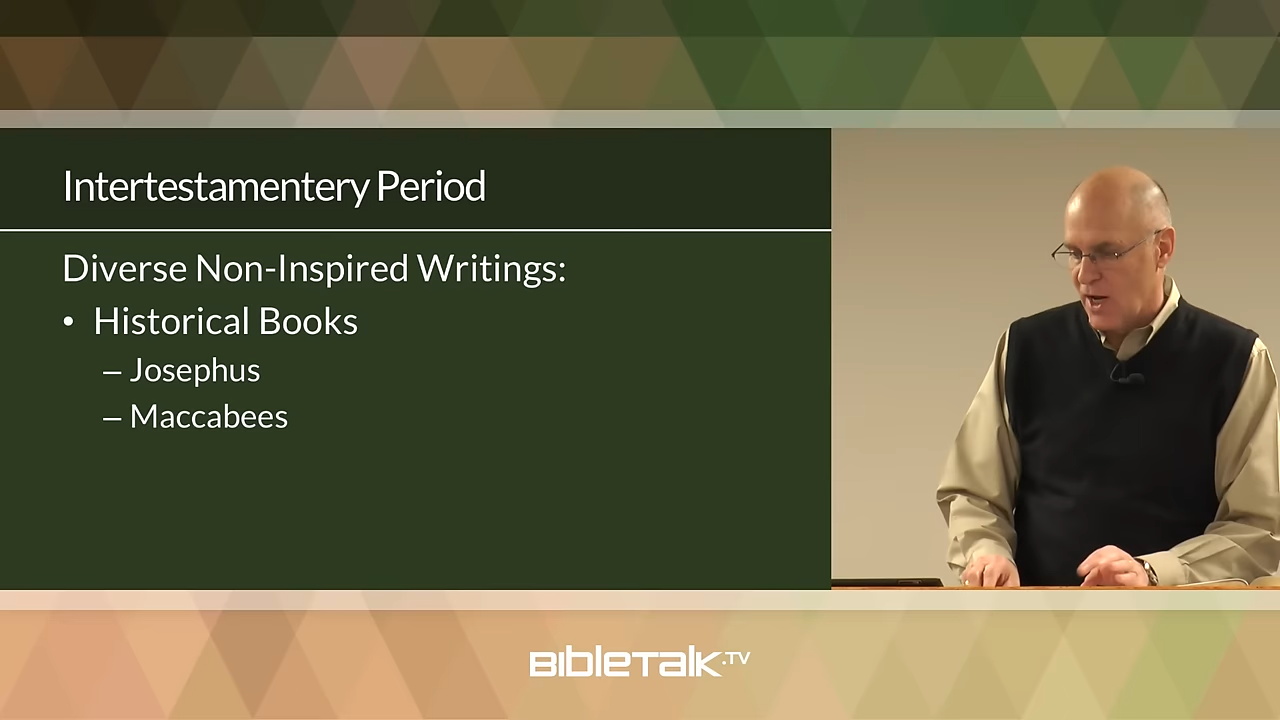 Intertestamentery Period
Diverse Non-Inspired Writings:
• Historical Books
– Josephus
– Maccabees
BIBLETALK.TV